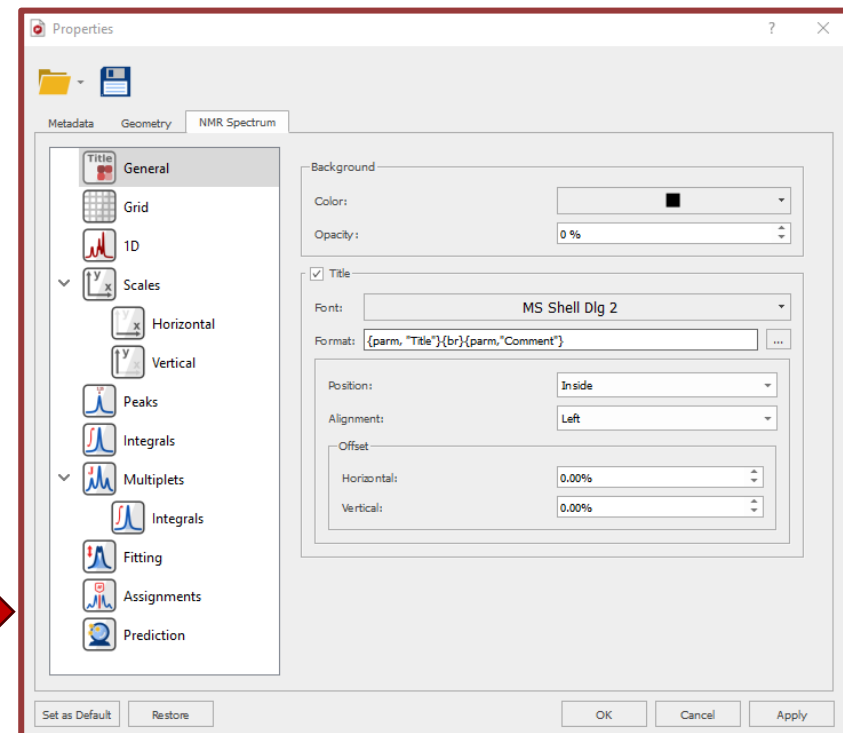 Properties ?
Metadata Geometry NMR Spectrum
Title General
Grid
1D
y x Scales
x Horizontal
y Vertical
Peaks
Integrals
J Multiplets
Integrals
Fitting
Assignments
Prediction
Background
Color:
Opacity: 0 %
Title
Font: MS Shell Dlg 2
Format: {parm, "Title"}{br}{parm,"Comment"} ...
Position: Inside
Alignment: Left
Offset
Horizontal: 0.00%
Vertical: 0.00%
Set as Default Restore OK Cancel Apply